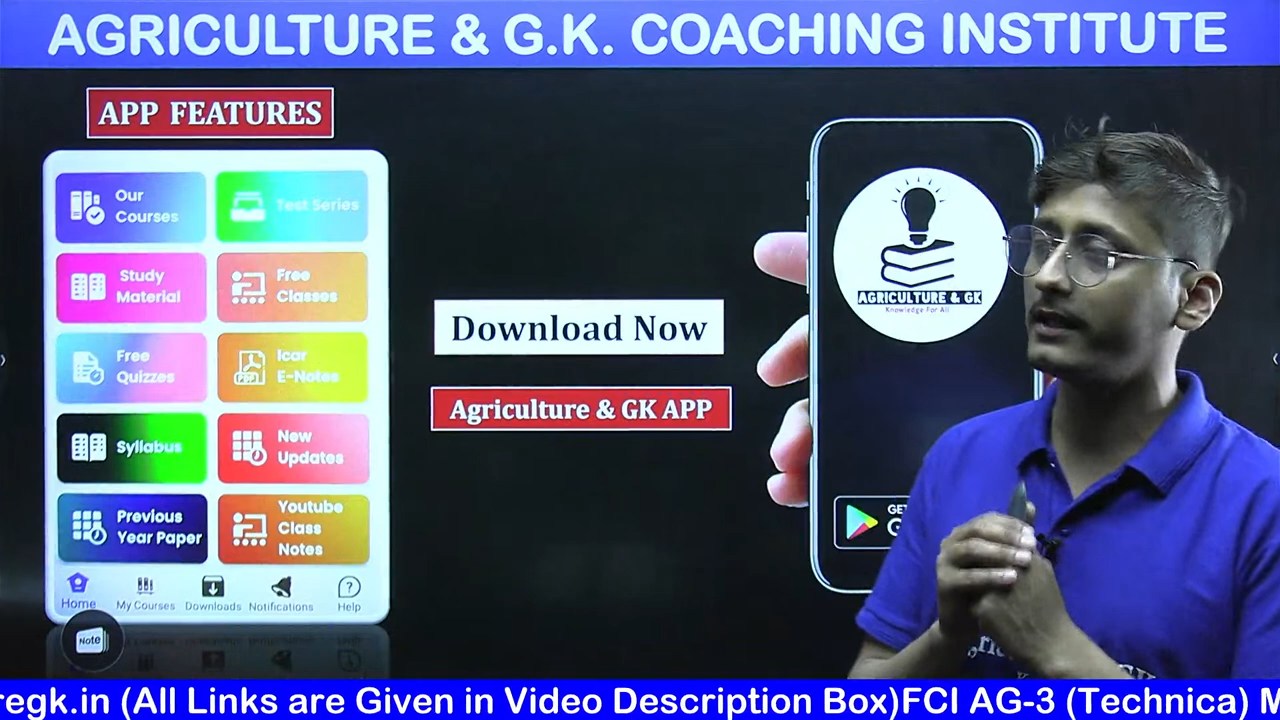 AGRICULTURE & G.K. COACHING INSTITUTE
APP FEATURES
Our
Courses
Test Series
Study
Material
Free
Classes
Free
Quizzes
Icar
E-Notes
PDF
Syllabus
New
Updates
Previous
Year Paper
Youtube
Class
Notes
Home
My Courses
Downloads
Notifications
Help
Note
Download Now
Agriculture & GK APP
AGRICULTURE & GK
Knowledge For All
regk.in (All Links are Given in Video Description Box)FCI AG-3 (Technica) M